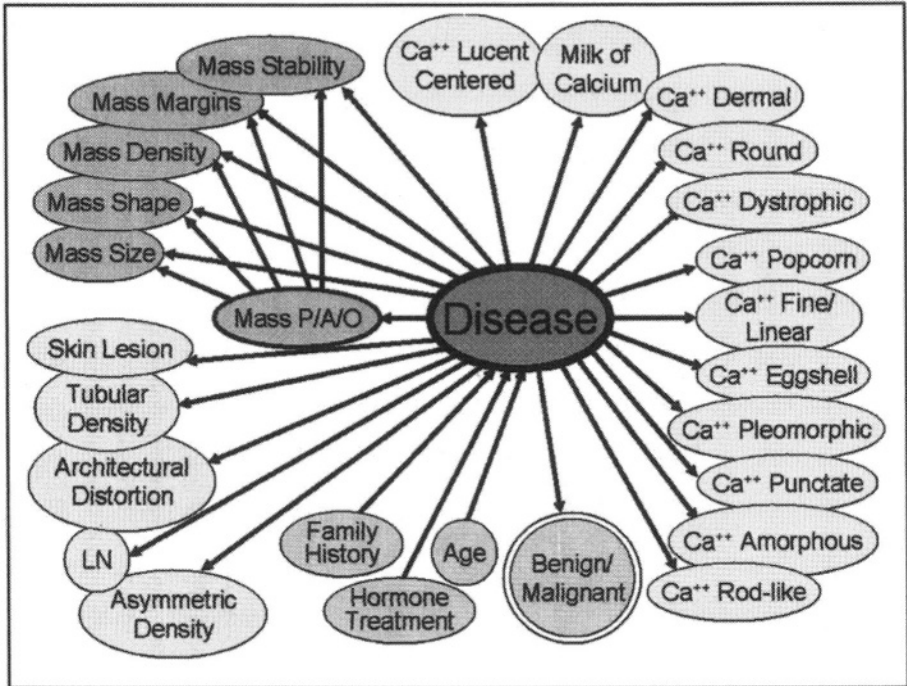 Mass Stability
Mass Margins
Mass Density
Mass Shape
Mass Size
Mass P/A/O
Ca⁺⁺ Lucent
Centered
Milk of
Calcium
Ca⁺⁺ Dermal
Ca⁺⁺ Round
Ca⁺⁺ Dystrophic
Ca⁺⁺ Popcorn
Ca⁺⁺ Fine/
Linear
Ca⁺⁺ Eggshell
Ca⁺⁺ Pleomorphic
Ca⁺⁺ Punctate
Ca⁺⁺ Amorphous
Ca⁺⁺ Rod-like
Disease
Skin Lesion
Tubular
Density
Architectural
Distortion
LN
Asymmetric
Density
Family
History
Hormone
Treatment
Age
Benign/
Malignant